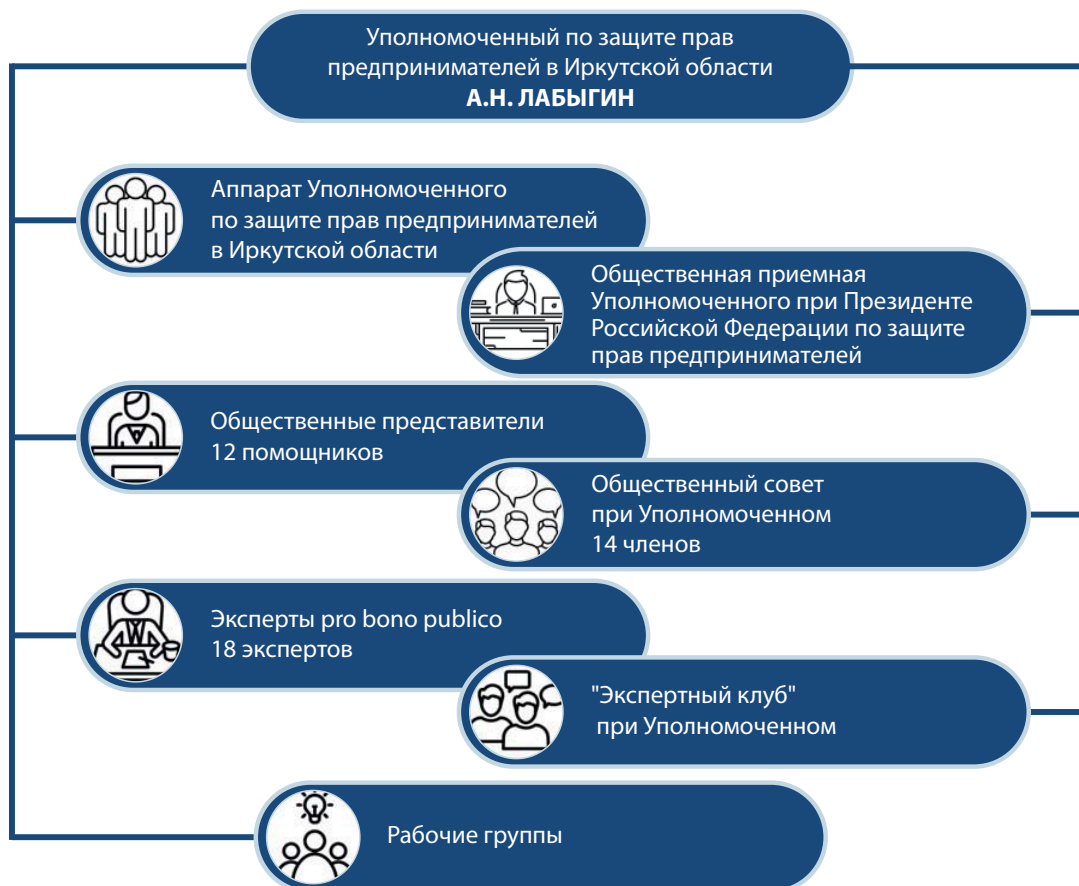 Уполномоченный по защите прав
предпринимателей в Иркутской области
А.Н. ЛАБЫГИН
Аппарат Уполномоченного
по защите прав предпринимателей
в Иркутской области
Общественная приемная
Уполномоченного при Президенте
Российской Федерации по защите
прав предпринимателей
Общественные представители
12 помощников
Общественный совет
при Уполномоченном
14 членов
Эксперты pro bono publico
18 экспертов
"Экспертный клуб"
при Уполномоченном
Рабочие группы